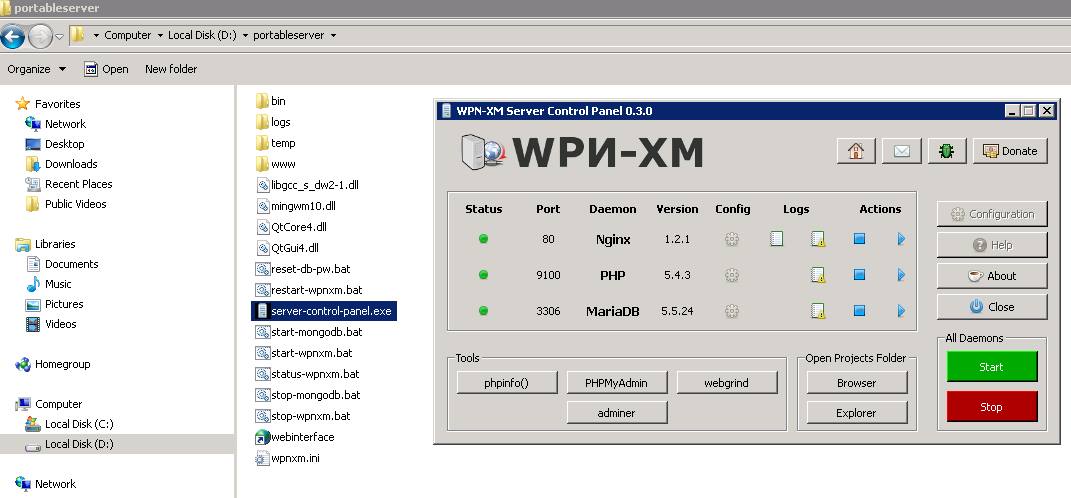 portableserver
Computer Local Disk (D:) portableserver
Organize Open New folder
Favorites
Network
Desktop
Downloads
Recent Places
Public Videos
Libraries
Documents
Music
Pictures
Videos
Homegroup
Computer
Local Disk (C:)
Local Disk (D:)
Network
bin
logs
temp
www
libgcc_s_dw2-1.dll
mingwm10.dll
QtCore4.dll
QtGui4.dll
reset-db-pw.bat
restart-wpnxm.bat
server-control-panel.exe
start-mongodb.bat
start-wpnxm.bat
status-wpnxm.bat
stop-mongodb.bat
stop-wpnxm.bat
webinterface
wpnxm.ini
WPN-XM Server Control Panel 0.3.0
WPИ-XM
Donate
Status Port Daemon Version Config Logs Actions
80 Nginx 1.2.1
9100 PHP 5.4.3
3306 MariaDB 5.5.24
Configuration
Help
About
Close
Tools
phpinfo() PHPMyAdmin webgrind
adminer
Open Projects Folder
Browser
Explorer
All Daemons
Start
Stop